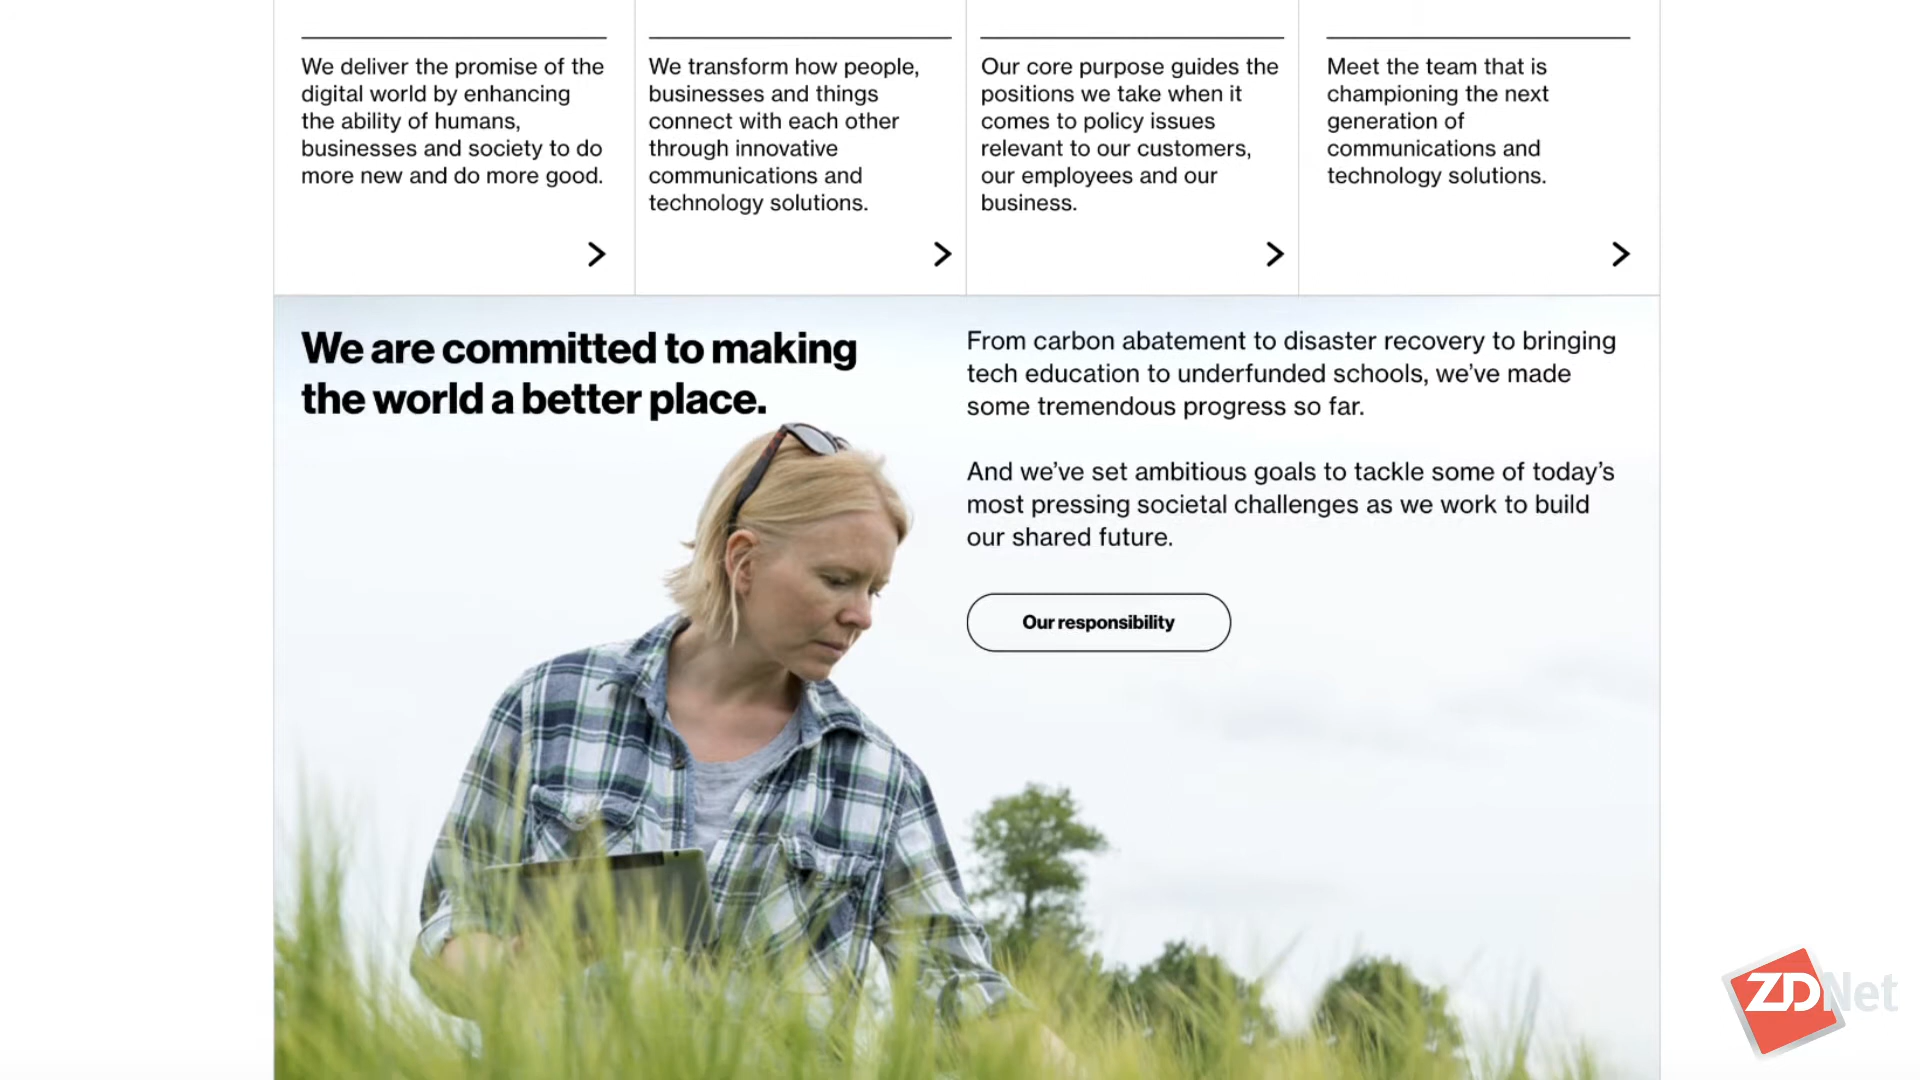 We deliver the promise of the
digital world by enhancing
the ability of humans,
businesses and society to do
more new and do more good.
We transform how people,
businesses and things
connect with each other
through innovative
communications and
technology solutions.
Our core purpose guides the
positions we take when it
comes to policy issues
relevant to our customers,
our employees and our
business.
Meet the team that is
championing the next
generation of
communications and
technology solutions.
We are committed to making
the world a better place.
From carbon abatement to disaster recovery to bringing
tech education to underfunded schools, we’ve made
some tremendous progress so far.
And we’ve set ambitious goals to tackle some of today’s
most pressing societal challenges as we work to build
our shared future.
Our responsibility
ZDNet